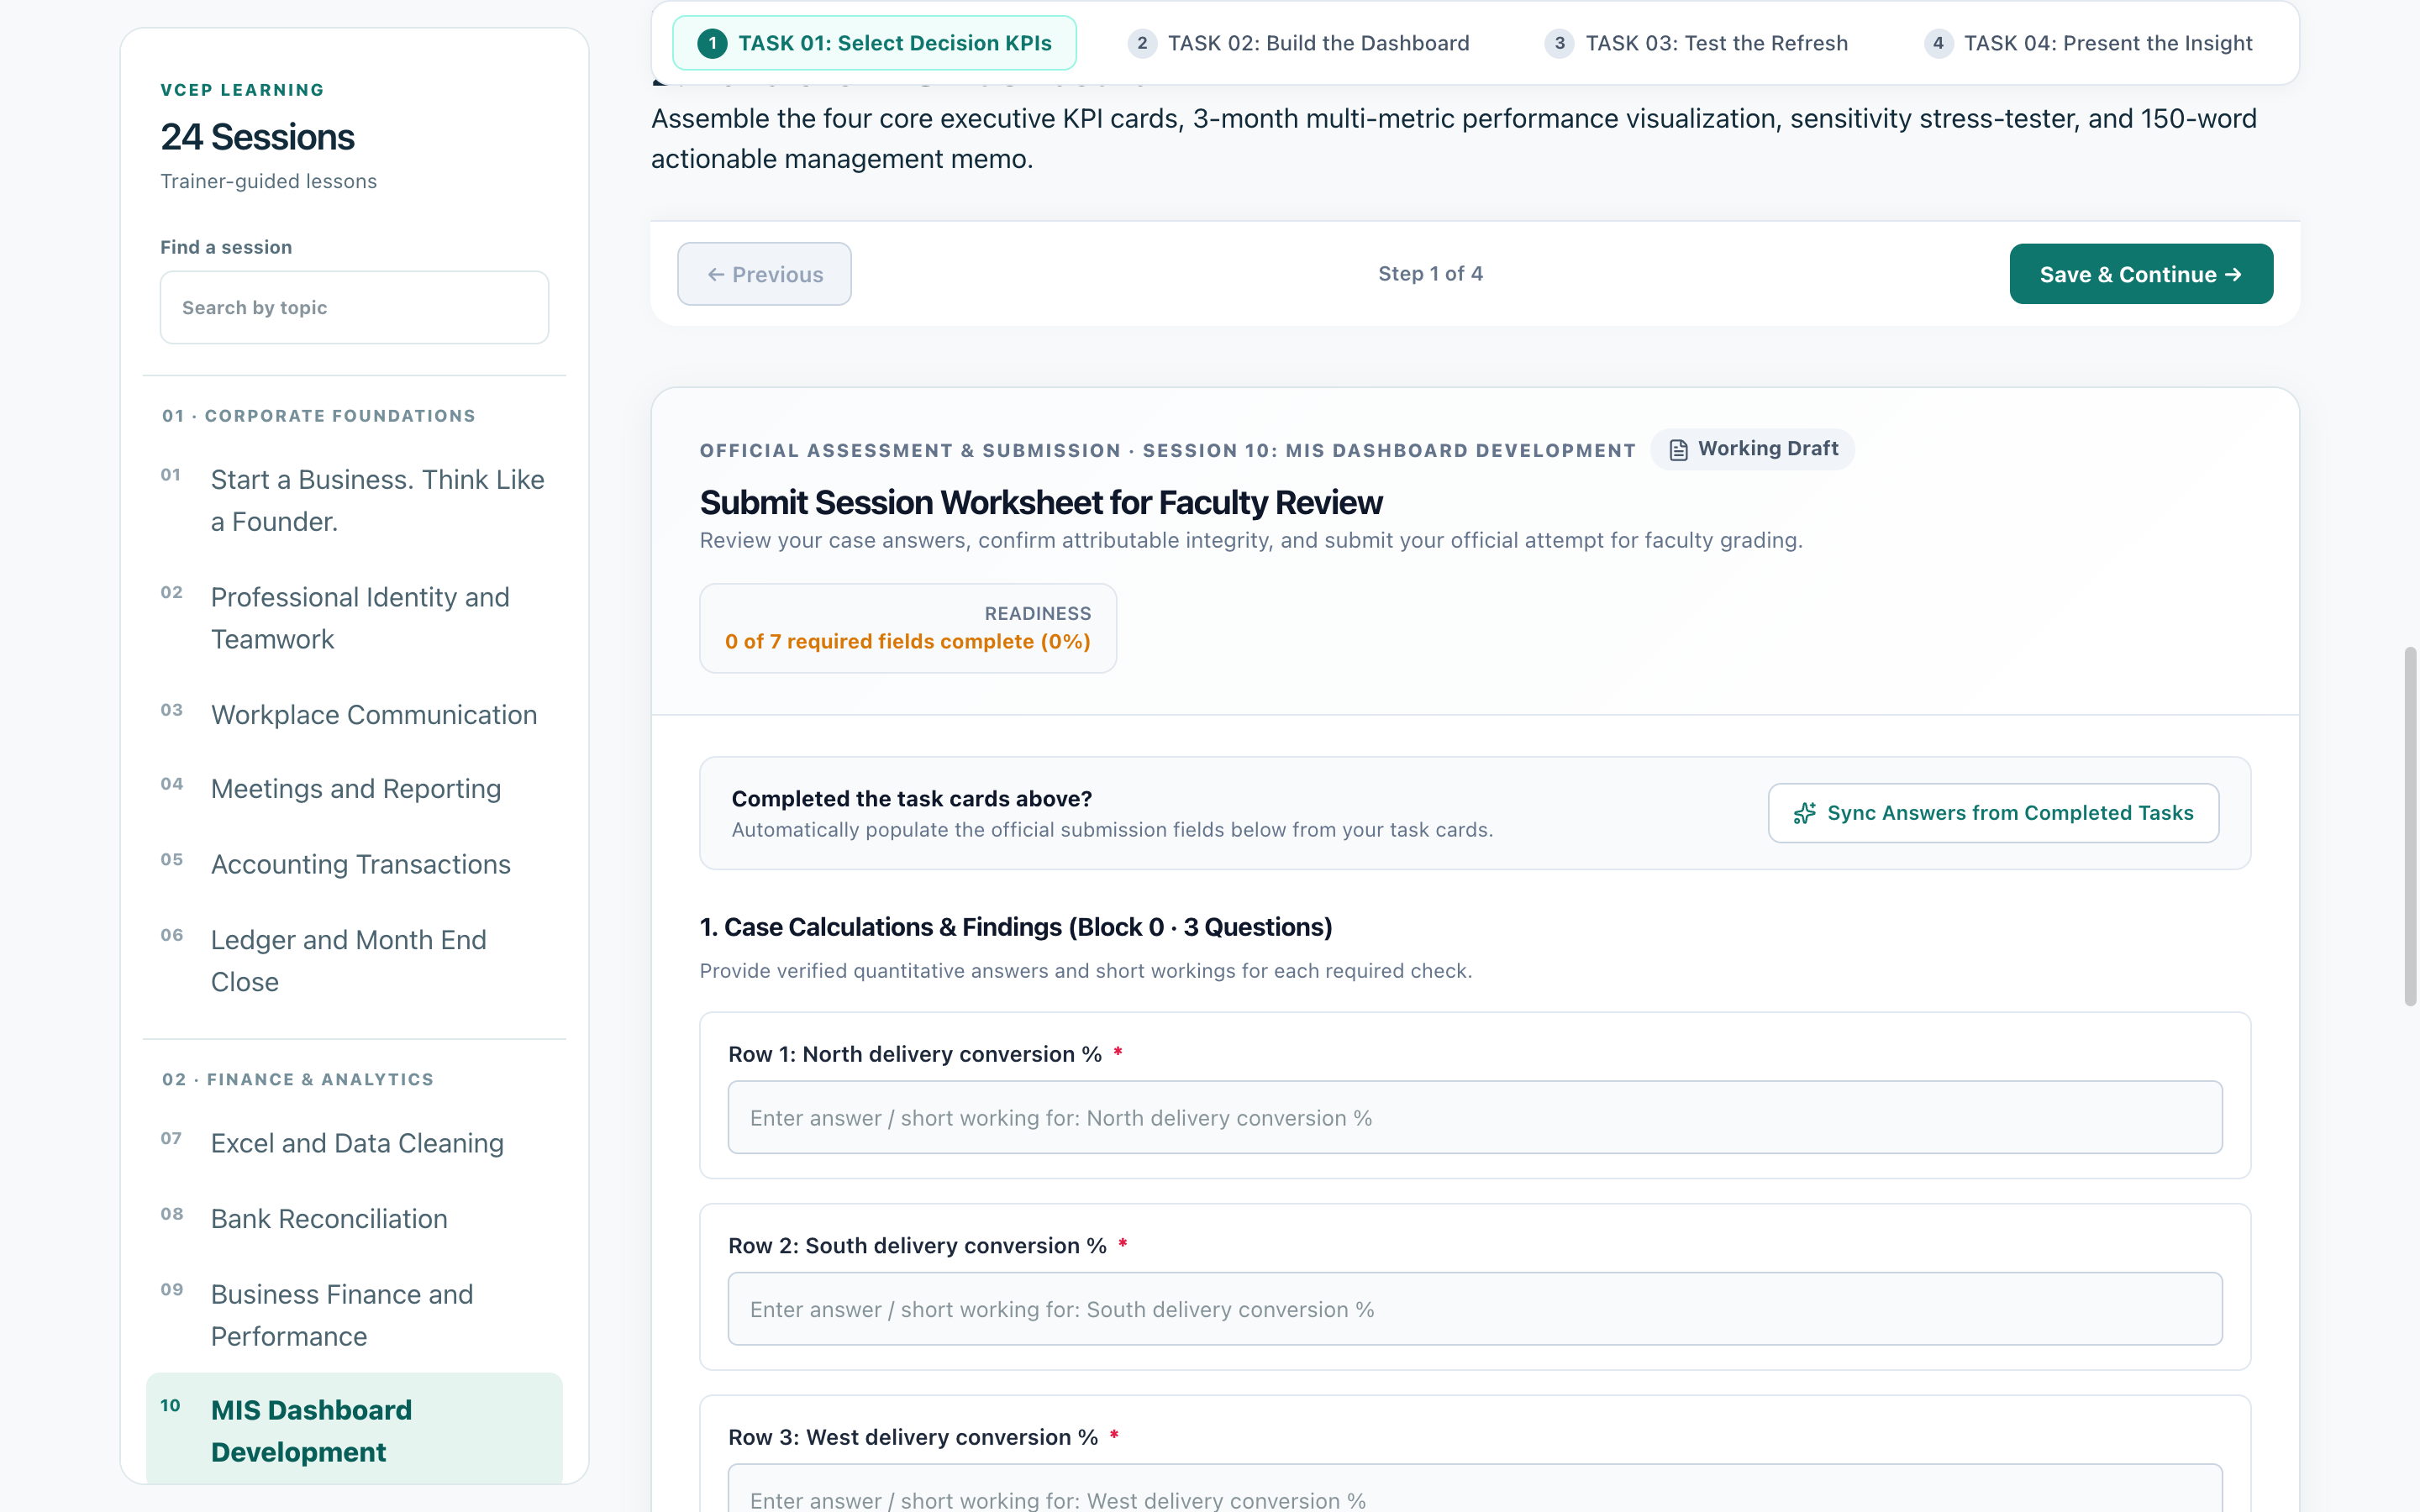 VCEP LEARNING
24 Sessions
Trainer-guided lessons
Find a session
Search by topic
01 · CORPORATE FOUNDATIONS
01 Start a Business. Think Like
a Founder.
02 Professional Identity and
Teamwork
03 Workplace Communication
04 Meetings and Reporting
05 Accounting Transactions
06 Ledger and Month End
Close
02 · FINANCE & ANALYTICS
07 Excel and Data Cleaning
08 Bank Reconciliation
09 Business Finance and
Performance
10 MIS Dashboard
Development
1 TASK 01: Select Decision KPIs
2 TASK 02: Build the Dashboard
3 TASK 03: Test the Refresh
4 TASK 04: Present the Insight
Assemble the four core executive KPI cards, 3-month multi-metric performance visualization, sensitivity stress-tester, and 150-word
actionable management memo.
← Previous
Step 1 of 4
Save & Continue →
OFFICIAL ASSESSMENT & SUBMISSION · SESSION 10: MIS DASHBOARD DEVELOPMENT
Working Draft
Submit Session Worksheet for Faculty Review
Review your case answers, confirm attributable integrity, and submit your official attempt for faculty grading.
READINESS
0 of 7 required fields complete (0%)
Completed the task cards above?
Automatically populate the official submission fields below from your task cards.
Sync Answers from Completed Tasks
1. Case Calculations & Findings (Block 0 · 3 Questions)
Provide verified quantitative answers and short workings for each required check.
Row 1: North delivery conversion % *
Enter answer / short working for: North delivery conversion %
Row 2: South delivery conversion % *
Enter answer / short working for: South delivery conversion %
Row 3: West delivery conversion % *
Enter answer / short working for: West delivery conversion %